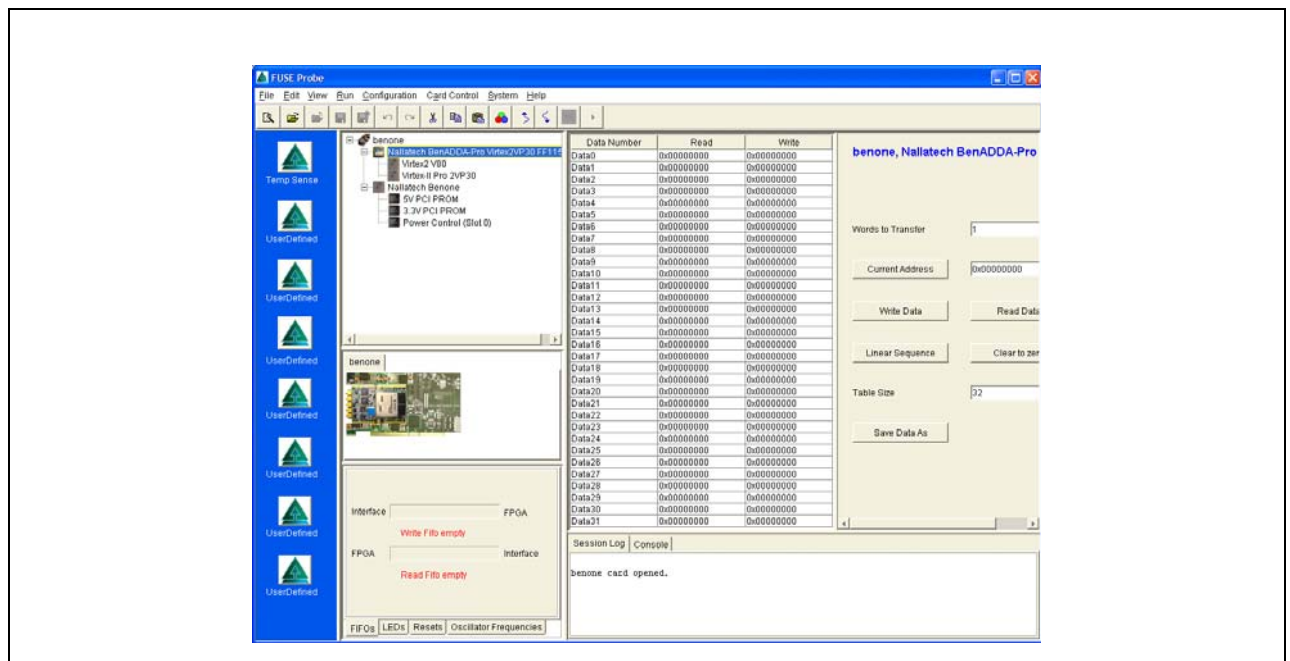 FUSE Probe
File Edit View Run Configuration Card Control System Help
Temp Sense
UserDefined
UserDefined
UserDefined
UserDefined
UserDefined
UserDefined
UserDefined
benone
Nallatech BenADDA-Pro Virtex2VP30 FF115
Virtex2 V80
Virtex-II Pro 2VP30
Nallatech Benone
5V PCI PROM
3.3V PCI PROM
Power Control (Slot 0)
benone
Interface FPGA
Write Fifo empty
FPGA Interface
Read Fifo empty
FIFOs LEDs Resets Oscillator Frequencies
Data Number Read Write
Data0 0x00000000 0x00000000
Data1 0x00000000 0x00000000
Data2 0x00000000 0x00000000
Data3 0x00000000 0x00000000
Data4 0x00000000 0x00000000
Data5 0x00000000 0x00000000
Data6 0x00000000 0x00000000
Data7 0x00000000 0x00000000
Data8 0x00000000 0x00000000
Data9 0x00000000 0x00000000
Data10 0x00000000 0x00000000
Data11 0x00000000 0x00000000
Data12 0x00000000 0x00000000
Data13 0x00000000 0x00000000
Data14 0x00000000 0x00000000
Data15 0x00000000 0x00000000
Data16 0x00000000 0x00000000
Data17 0x00000000 0x00000000
Data18 0x00000000 0x00000000
Data19 0x00000000 0x00000000
Data20 0x00000000 0x00000000
Data21 0x00000000 0x00000000
Data22 0x00000000 0x00000000
Data23 0x00000000 0x00000000
Data24 0x00000000 0x00000000
Data25 0x00000000 0x00000000
Data26 0x00000000 0x00000000
Data27 0x00000000 0x00000000
Data28 0x00000000 0x00000000
Data29 0x00000000 0x00000000
Data30 0x00000000 0x00000000
Data31 0x00000000 0x00000000
benone, Nallatech BenADDA-Pro
Words to Transfer 1
Current Address 0x00000000
Write Data Read Data
Linear Sequence Clear to zer
Table Size 32
Save Data As
Session Log Console
benone card opened.